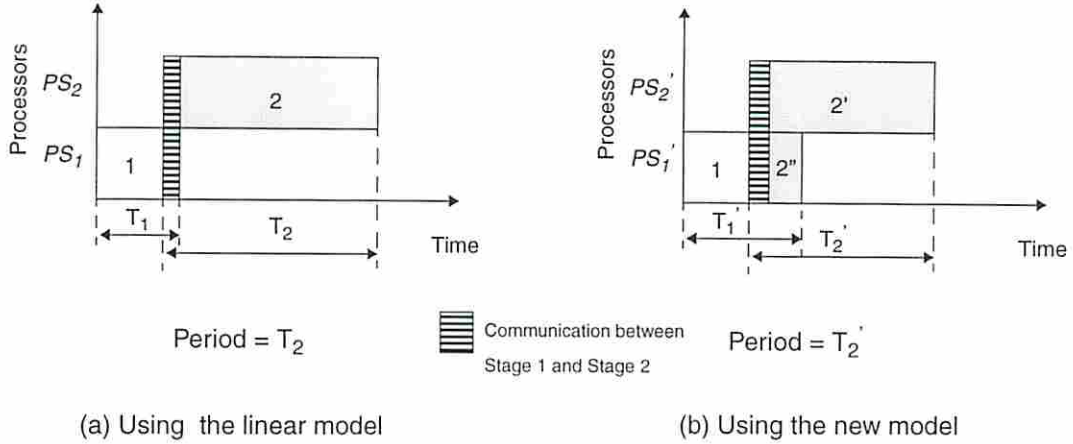 Processors
PS2
PS1
1
2
T1
T2
Time
Period = T2
(a) Using the linear model
Processors
PS2'
PS1'
1
2'
2"
T1'
T2'
Time
Period = T2'
(b) Using the new model
Communication between
Stage 1 and Stage 2